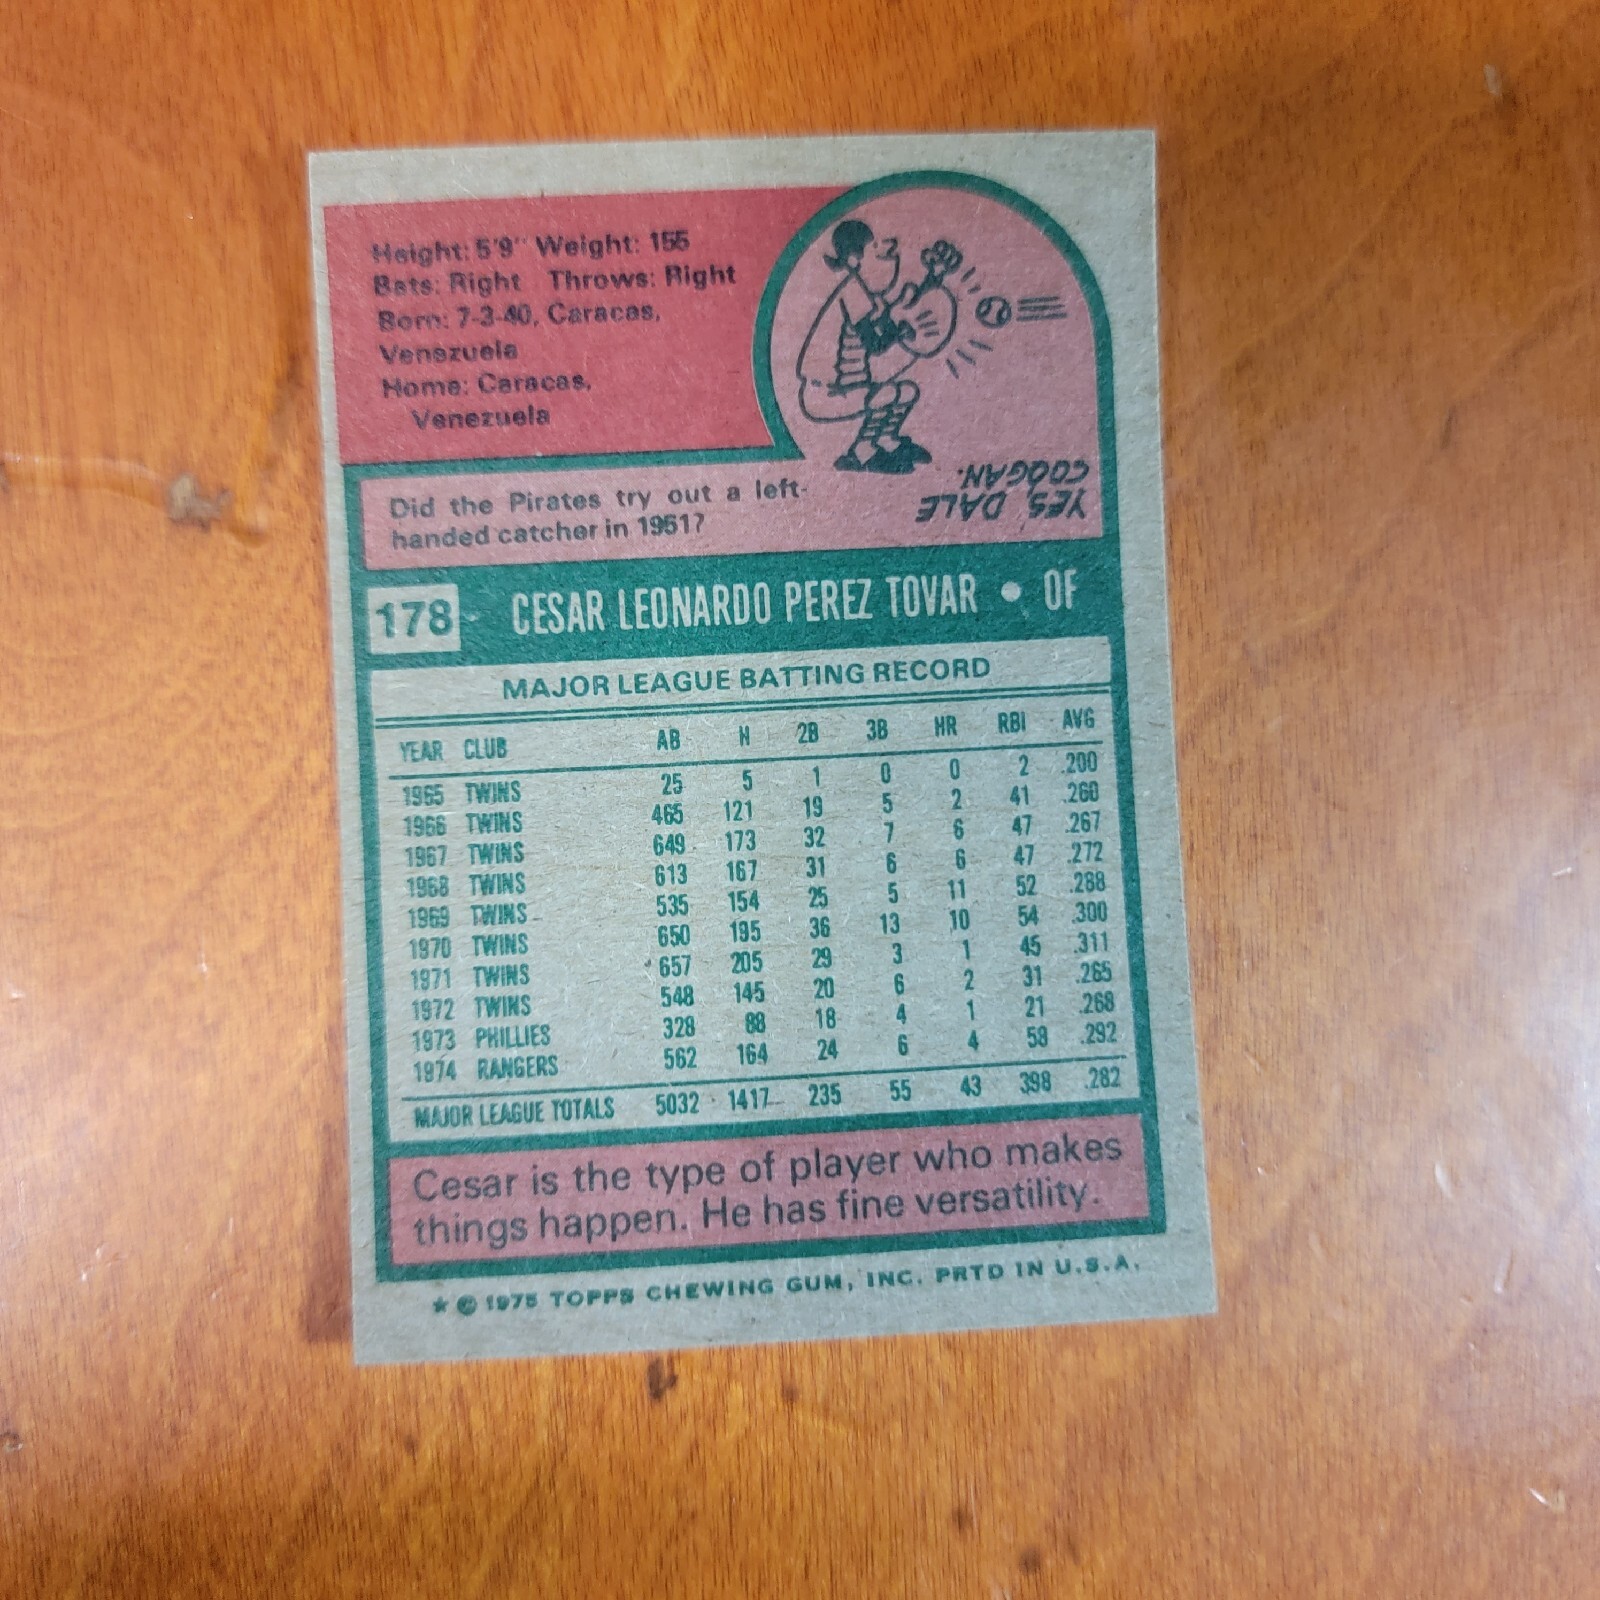 Height: 5'9" Weight: 155
Bats: Right Throws: Right
Born: 7-3-40, Caracas,
Venezuela
Home: Caracas,
Venezuela
Did the Pirates try out a left-
handed catcher in 1951?
YES, DALE
COOGAN.
178 CESAR LEONARDO PEREZ TOVAR • OF
MAJOR LEAGUE BATTING RECORD
YEAR CLUB AB H 2B 3B HR RBI AVG
1965 TWINS 25 5 1 0 0 2 .200
1966 TWINS 465 121 19 5 2 41 .260
1967 TWINS 649 173 32 7 6 47 .267
1968 TWINS 613 167 31 6 6 47 .272
1969 TWINS 535 154 25 5 11 52 .288
1970 TWINS 650 195 36 13 10 54 .300
1971 TWINS 657 205 29 3 1 45 .311
1972 TWINS 548 145 20 6 2 31 .265
1973 PHILLIES 328 88 18 4 1 21 .268
1974 RANGERS 562 164 24 6 4 58 .292
MAJOR LEAGUE TOTALS 5032 1417 235 55 43 398 .282
Cesar is the type of player who makes
things happen. He has fine versatility.
★ © 1975 TOPPS CHEWING GUM, INC. PRTD IN U.S.A.